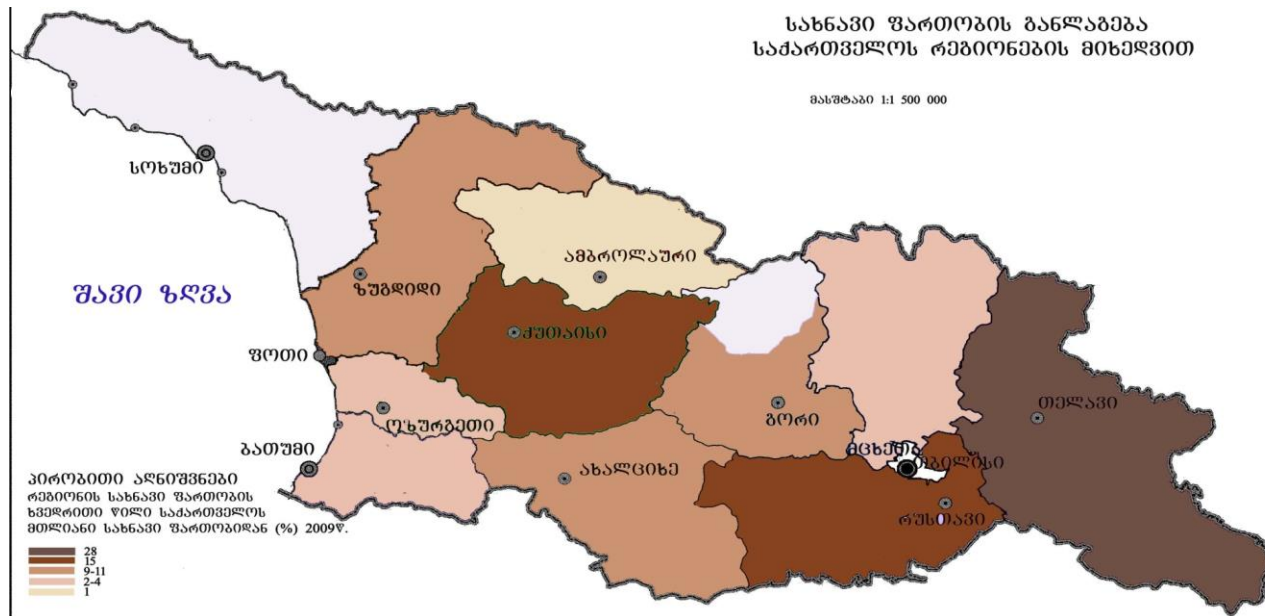 სახნავი ფართობის განლაგება
საქართველოს რეგიონების მიხედვით
მასშტაბი 1:1 500 000
სოხუმი
ამბროლაური
ზუგდიდი
შავი ზღვა
ქუთაისი
ფოთი
თელავი
გორი
ოზურგეთი
ბათუმი
მცხეთა
თბილისი
ახალციხე
რუსთავი
პირობითი აღნიშვნები
რეგიონის სახნავი ფართობის
ხვედრითი წილი საქართველოს
მთლიანი სახნავი ფართობიდან (%) 2009წ.
28
15
9-11
2-4
1